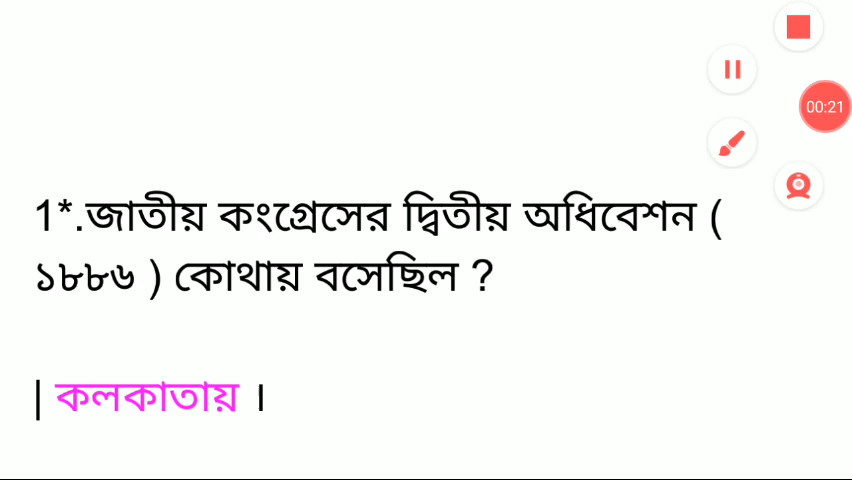 00:21
1*.জাতীয় কংগ্রেসের দ্বিতীয় অধিবেশন (
১৮৮৬ ) কোথায় বসেছিল ?
| কলকাতায় ।